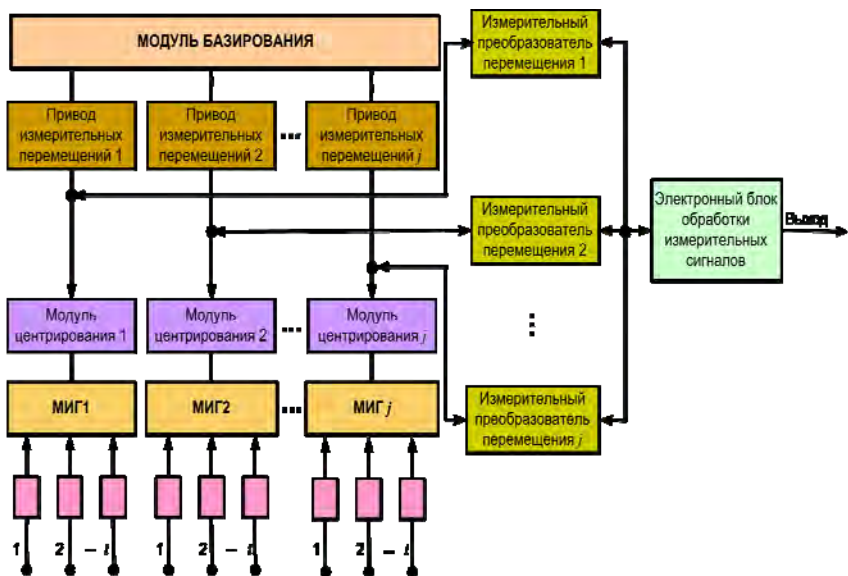 МОДУЛЬ БАЗИРОВАНИЯ
Измерительный
преобразователь
перемещения 1
Привод
измерительных
перемещений 1
Привод
измерительных
перемещений 2
...
Привод
измерительных
перемещений j
Измерительный
преобразователь
перемещения 2
Электронный блок
обработки
измерительных
сигналов
Выход
Модуль
центрирования 1
Модуль
центрирования 2
...
Модуль
центрирования j
...
МИГ1
МИГ2
...
МИГ j
Измерительный
преобразователь
перемещения j
1 2 – t
1 2 – t
1 2 – t